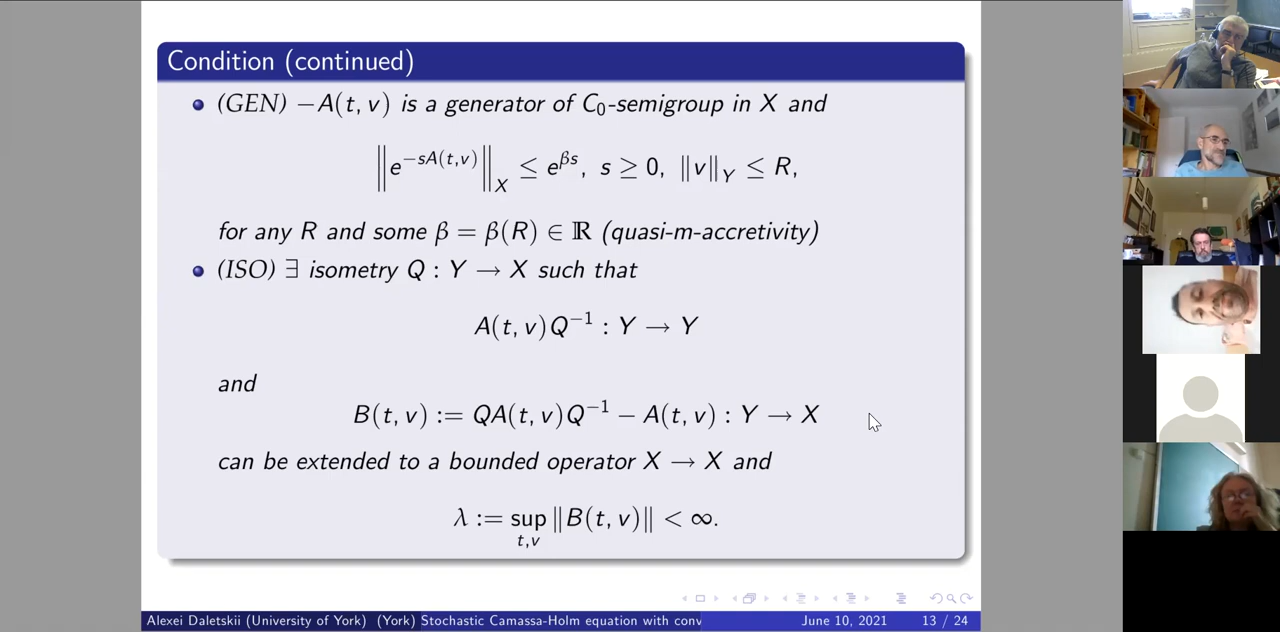 Condition (continued)
(GEN) −A(t, v) is a generator of C₀-semigroup in X and
‖e^{−sA(t,v)}‖_X ≤ e^{βs}, s ≥ 0, ‖v‖_Y ≤ R,
for any R and some β = β(R) ∈ ℝ (quasi-m-accretivity)
(ISO) ∃ isometry Q : Y → X such that
A(t, v)Q⁻¹ : Y → Y
and
B(t, v) := QA(t, v)Q⁻¹ − A(t, v) : Y → X
can be extended to a bounded operator X → X and
λ := sup_{t,v} ‖B(t, v)‖ < ∞.
Alexei Daletskii (University of York) (York) Stochastic Camassa-Holm equation with conv June 10, 2021 13 / 24